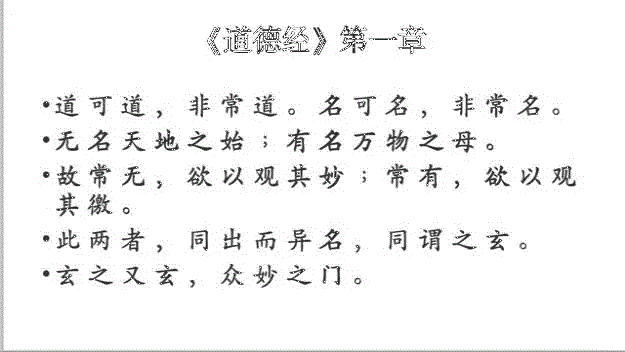 《道德经》第一章
•道可道，非常道。名可名，非常名。
•无名天地之始；有名万物之母。
•故常无，欲以观其妙；常有，欲以观
其徼。
•此两者，同出而异名，同谓之玄。
•玄之又玄，众妙之门。